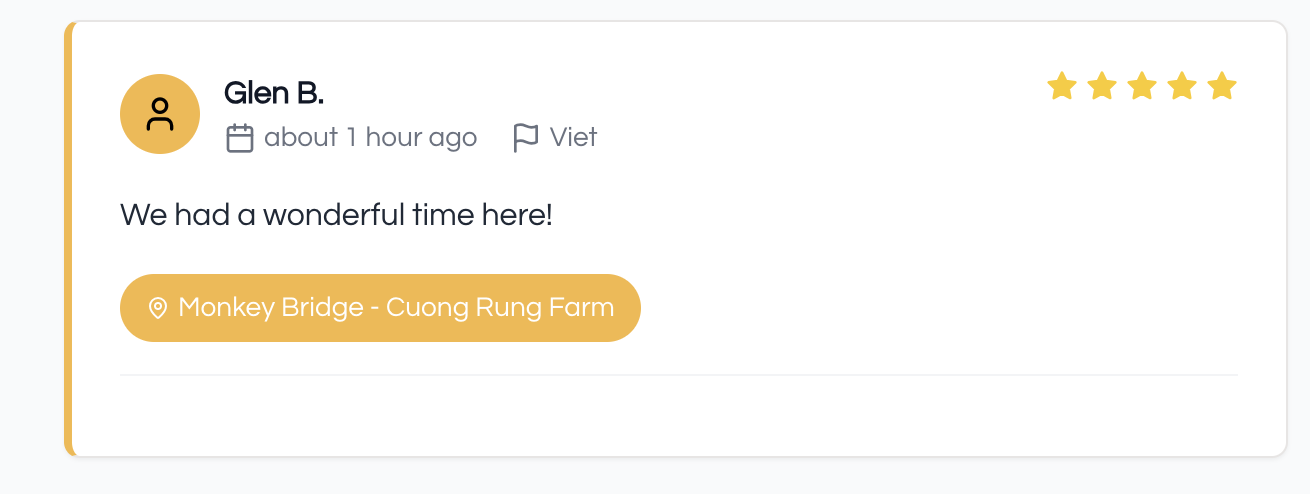 Glen B.
about 1 hour ago Viet
We had a wonderful time here!
Monkey Bridge - Cuong Rung Farm